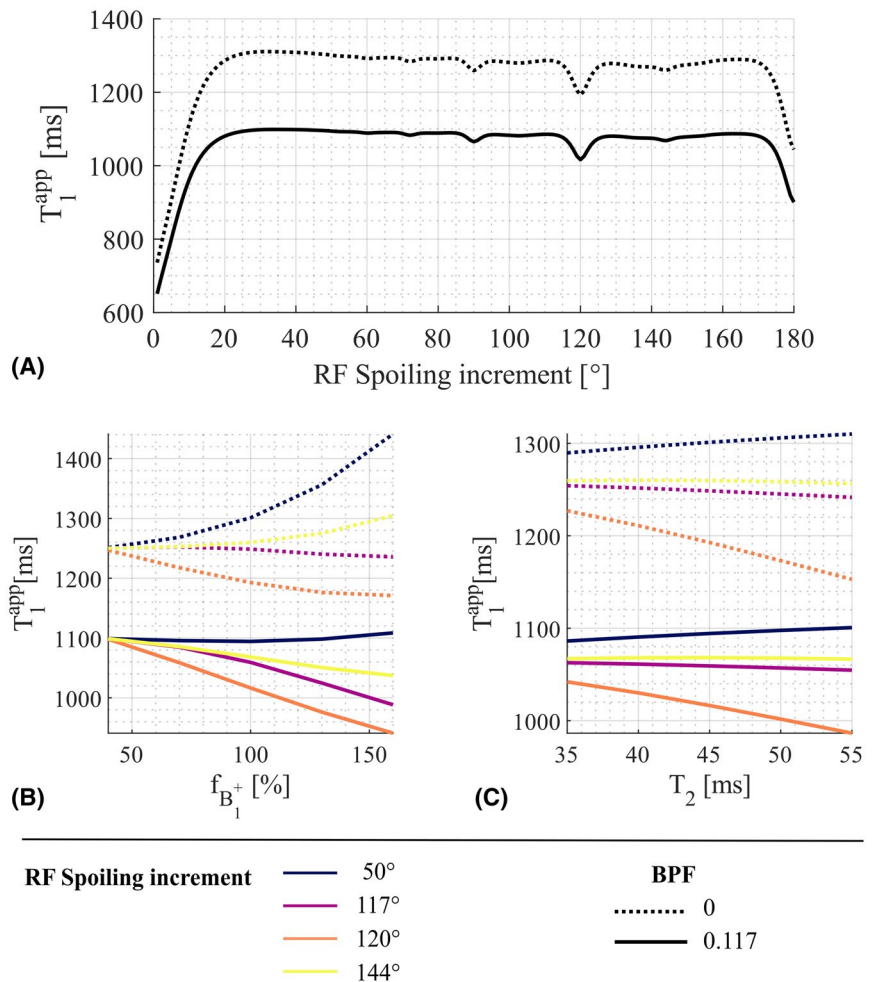 1400
1200
1000
800
600
T₁ᵃᵖᵖ [ms]
0 20 40 60 80 100 120 140 160 180
RF Spoiling increment [°]
(A)
1400
1300
1200
1100
1000
T₁ᵃᵖᵖ[ms]
50 100 150
f_B₁⁺ [%]
(B)
1300
1200
1100
1000
T₁ᵃᵖᵖ[ms]
35 40 45 50 55
T₂ [ms]
(C)
RF Spoiling increment
50°
117°
120°
144°
BPF
0
0.117